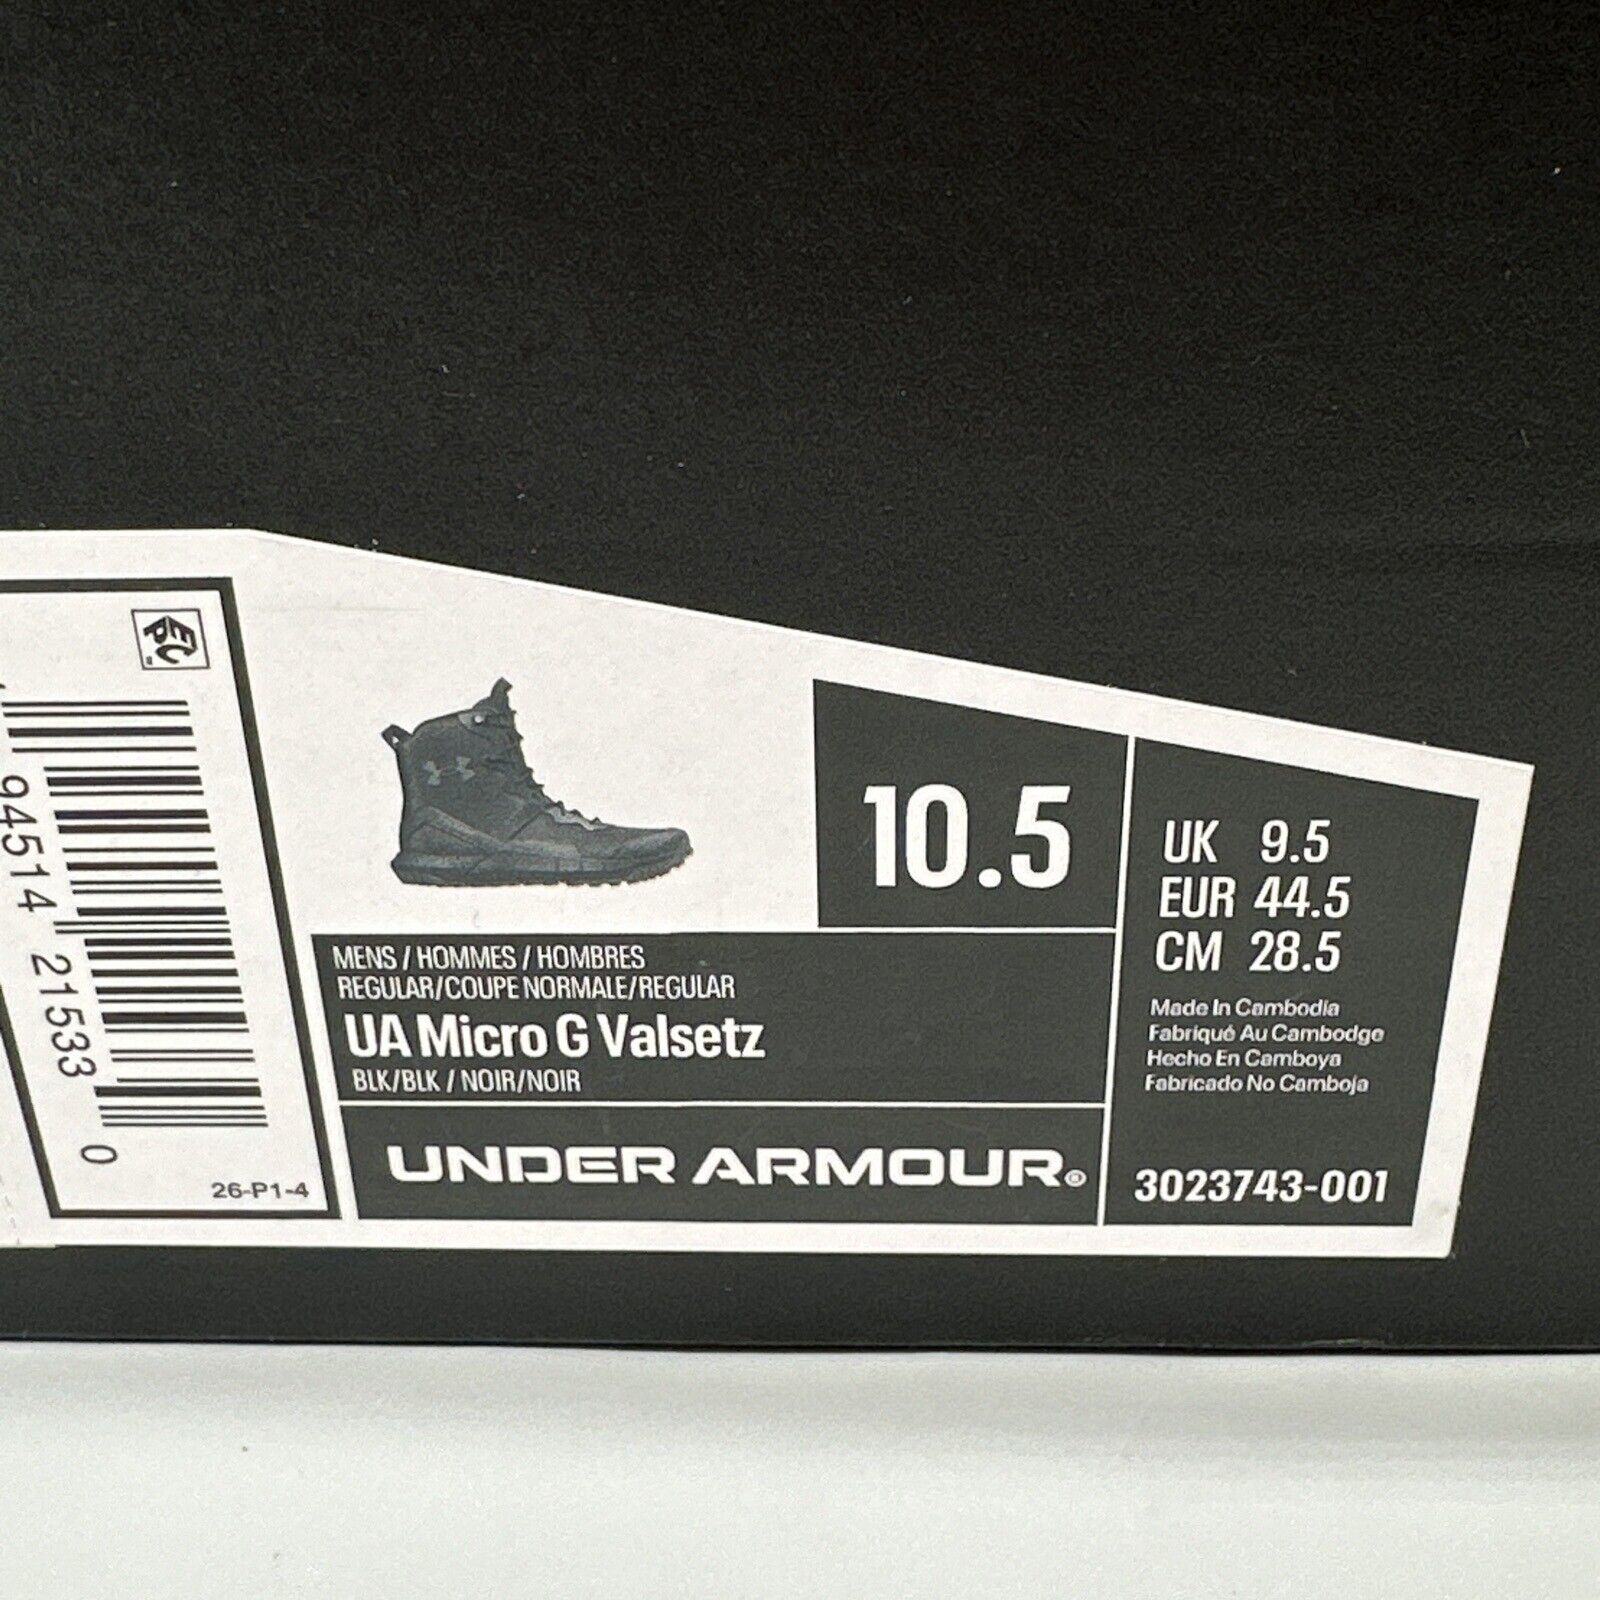 EPC
94514 21533 0
26-P1-4
10.5
UK 9.5
EUR 44.5
CM 28.5
MENS / HOMMES / HOMBRES
REGULAR/COUPE NORMALE/REGULAR
UA Micro G Valsetz
BLK/BLK / NOIR/NOIR
Made In Cambodia
Fabriqué Au Cambodge
Hecho En Camboya
Fabricado No Camboja
UNDER ARMOUR®
3023743-001